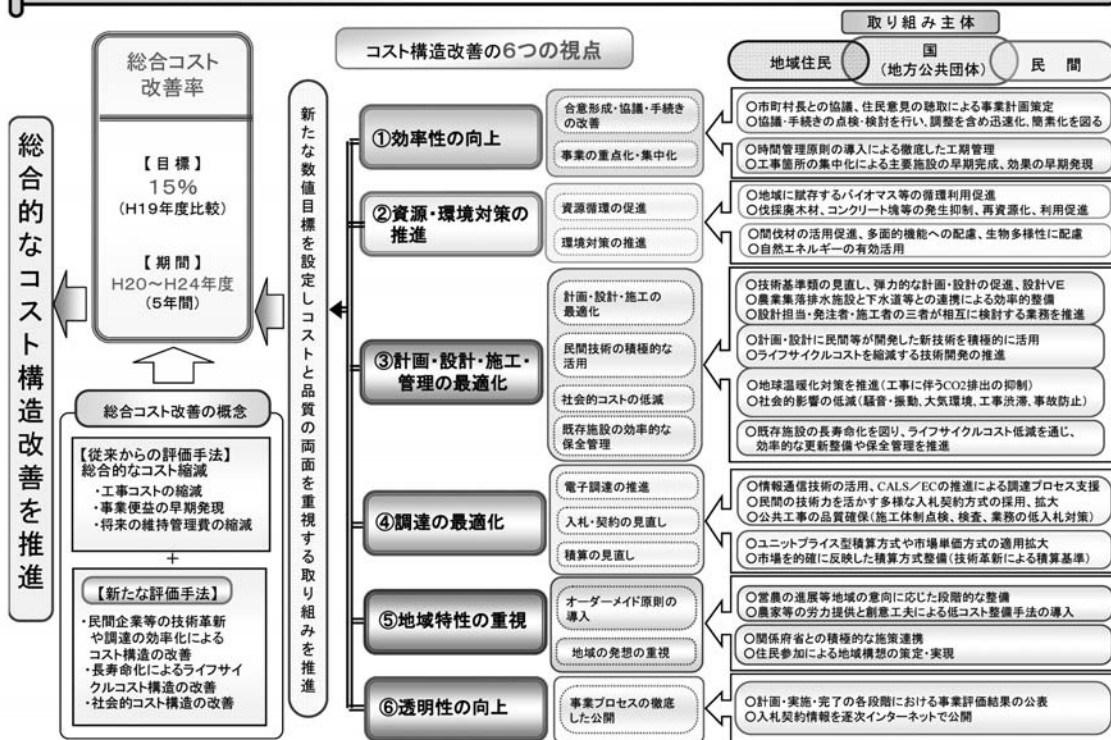 総合的なコスト構造改善を推進
総合コスト
改善率
【目標】
15%
(H19年度比較)
【期間】
H20～H24年度
(5年間)
総合コスト改善の概念
【従来からの評価手法】
総合的なコスト縮減
・工事コストの縮減
・事業便益の早期発現
・将来の維持管理費の縮減
+
【新たな評価手法】
・民間企業等の技術革新
や調達の効率化による
コスト構造の改善
・長寿命化によるライフサイ
クルコスト構造の改善
・社会的コスト構造の改善
新たな数値目標を設定しコストと品質の両面を重視する取り組みを推進
コスト構造改善の6つの視点
取り組み主体
地域住民
国
(地方公共団体)
民間
①効率性の向上
合意形成・協議・手続き
の改善
事業の重点化・集中化
○市町村長との協議、住民意見の聴取による事業計画策定
○協議・手続きの点検・検討を行い、調整を含め迅速化、簡素化を図る
○時間管理原則の導入による徹底した工期管理
○工事箇所の集中化による主要施設の早期完成、効果の早期発現
②資源・環境対策の
推進
資源循環の促進
環境対策の推進
○地域に賦存するバイオマス等の循環利用促進
○伐採廃木材、コンクリート塊等の発生抑制、再資源化、利用促進
○間伐材の活用促進、多面的機能への配慮、生物多様性に配慮
○自然エネルギーの有効活用
③計画・設計・施工・
管理の最適化
計画・設計・施工の
最適化
民間技術の積極的な
活用
社会的コストの低減
既存施設の効率的な
保全管理
○技術基準類の見直し、弾力的な計画・設計の促進、設計VE
○農業集落排水施設と下水道等との連携による効率的整備
○設計担当・発注者・施工者の三者が相互に検討する業務を推進
○計画・設計に民間等が開発した新技術を積極的に活用
○ライフサイクルコストを縮減する技術開発の推進
○地球温暖化対策を推進(工事に伴うCO2排出の抑制)
○社会的影響の低減(騒音・振動、大気環境、工事渋滞、事故防止)
○既存施設の長寿命化を図り、ライフサイクルコスト低減を通じ、
効率的な更新整備や保全管理を推進
④調達の最適化
電子調達の推進
入札・契約の見直し
積算の見直し
○情報通信技術の活用、CALS／ECの推進による調達プロセス支援
○民間の技術力を活かす多様な入札契約方式の採用、拡大
○公共工事の品質確保(施工体制点検、検査、業務の低入札対策)
○ユニットプライス型積算方式や市場単価方式の適用拡大
○市場を的確に反映した積算方式整備(技術革新による積算基準)
⑤地域特性の重視
オーダーメイド原則の
導入
地域の発想の重視
○営農の進展等地域の意向に応じた段階的な整備
○農家等の労力提供と創意工夫による低コスト整備手法の導入
○関係府省との積極的な施策連携
○住民参加による地域構想の策定・実現
⑥透明性の向上
事業プロセスの徹底
した公開
○計画・実施・完了の各段階における事業評価結果の公表
○入札契約情報を逐次インターネットで公開